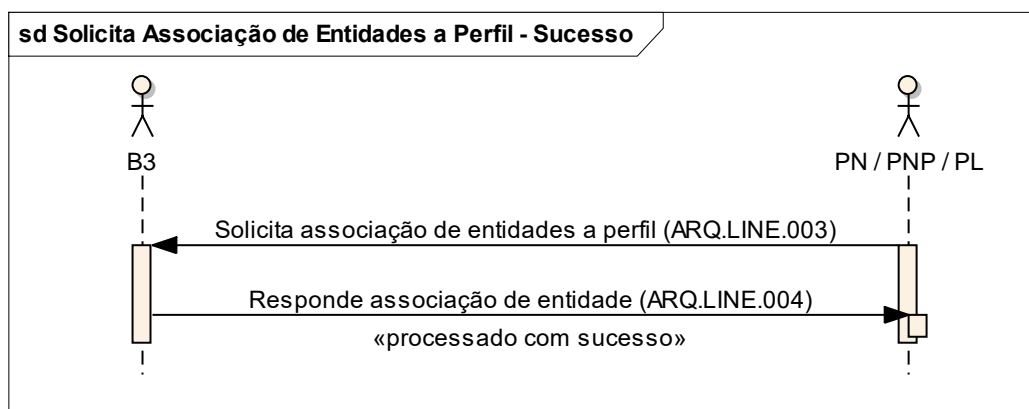 sd Solicita Associação de Entidades a Perfil - Sucesso
B3
PN / PNP / PL
Solicita associação de entidades a perfil (ARQ.LINE.003)
Responde associação de entidade (ARQ.LINE.004)
«processado com sucesso»